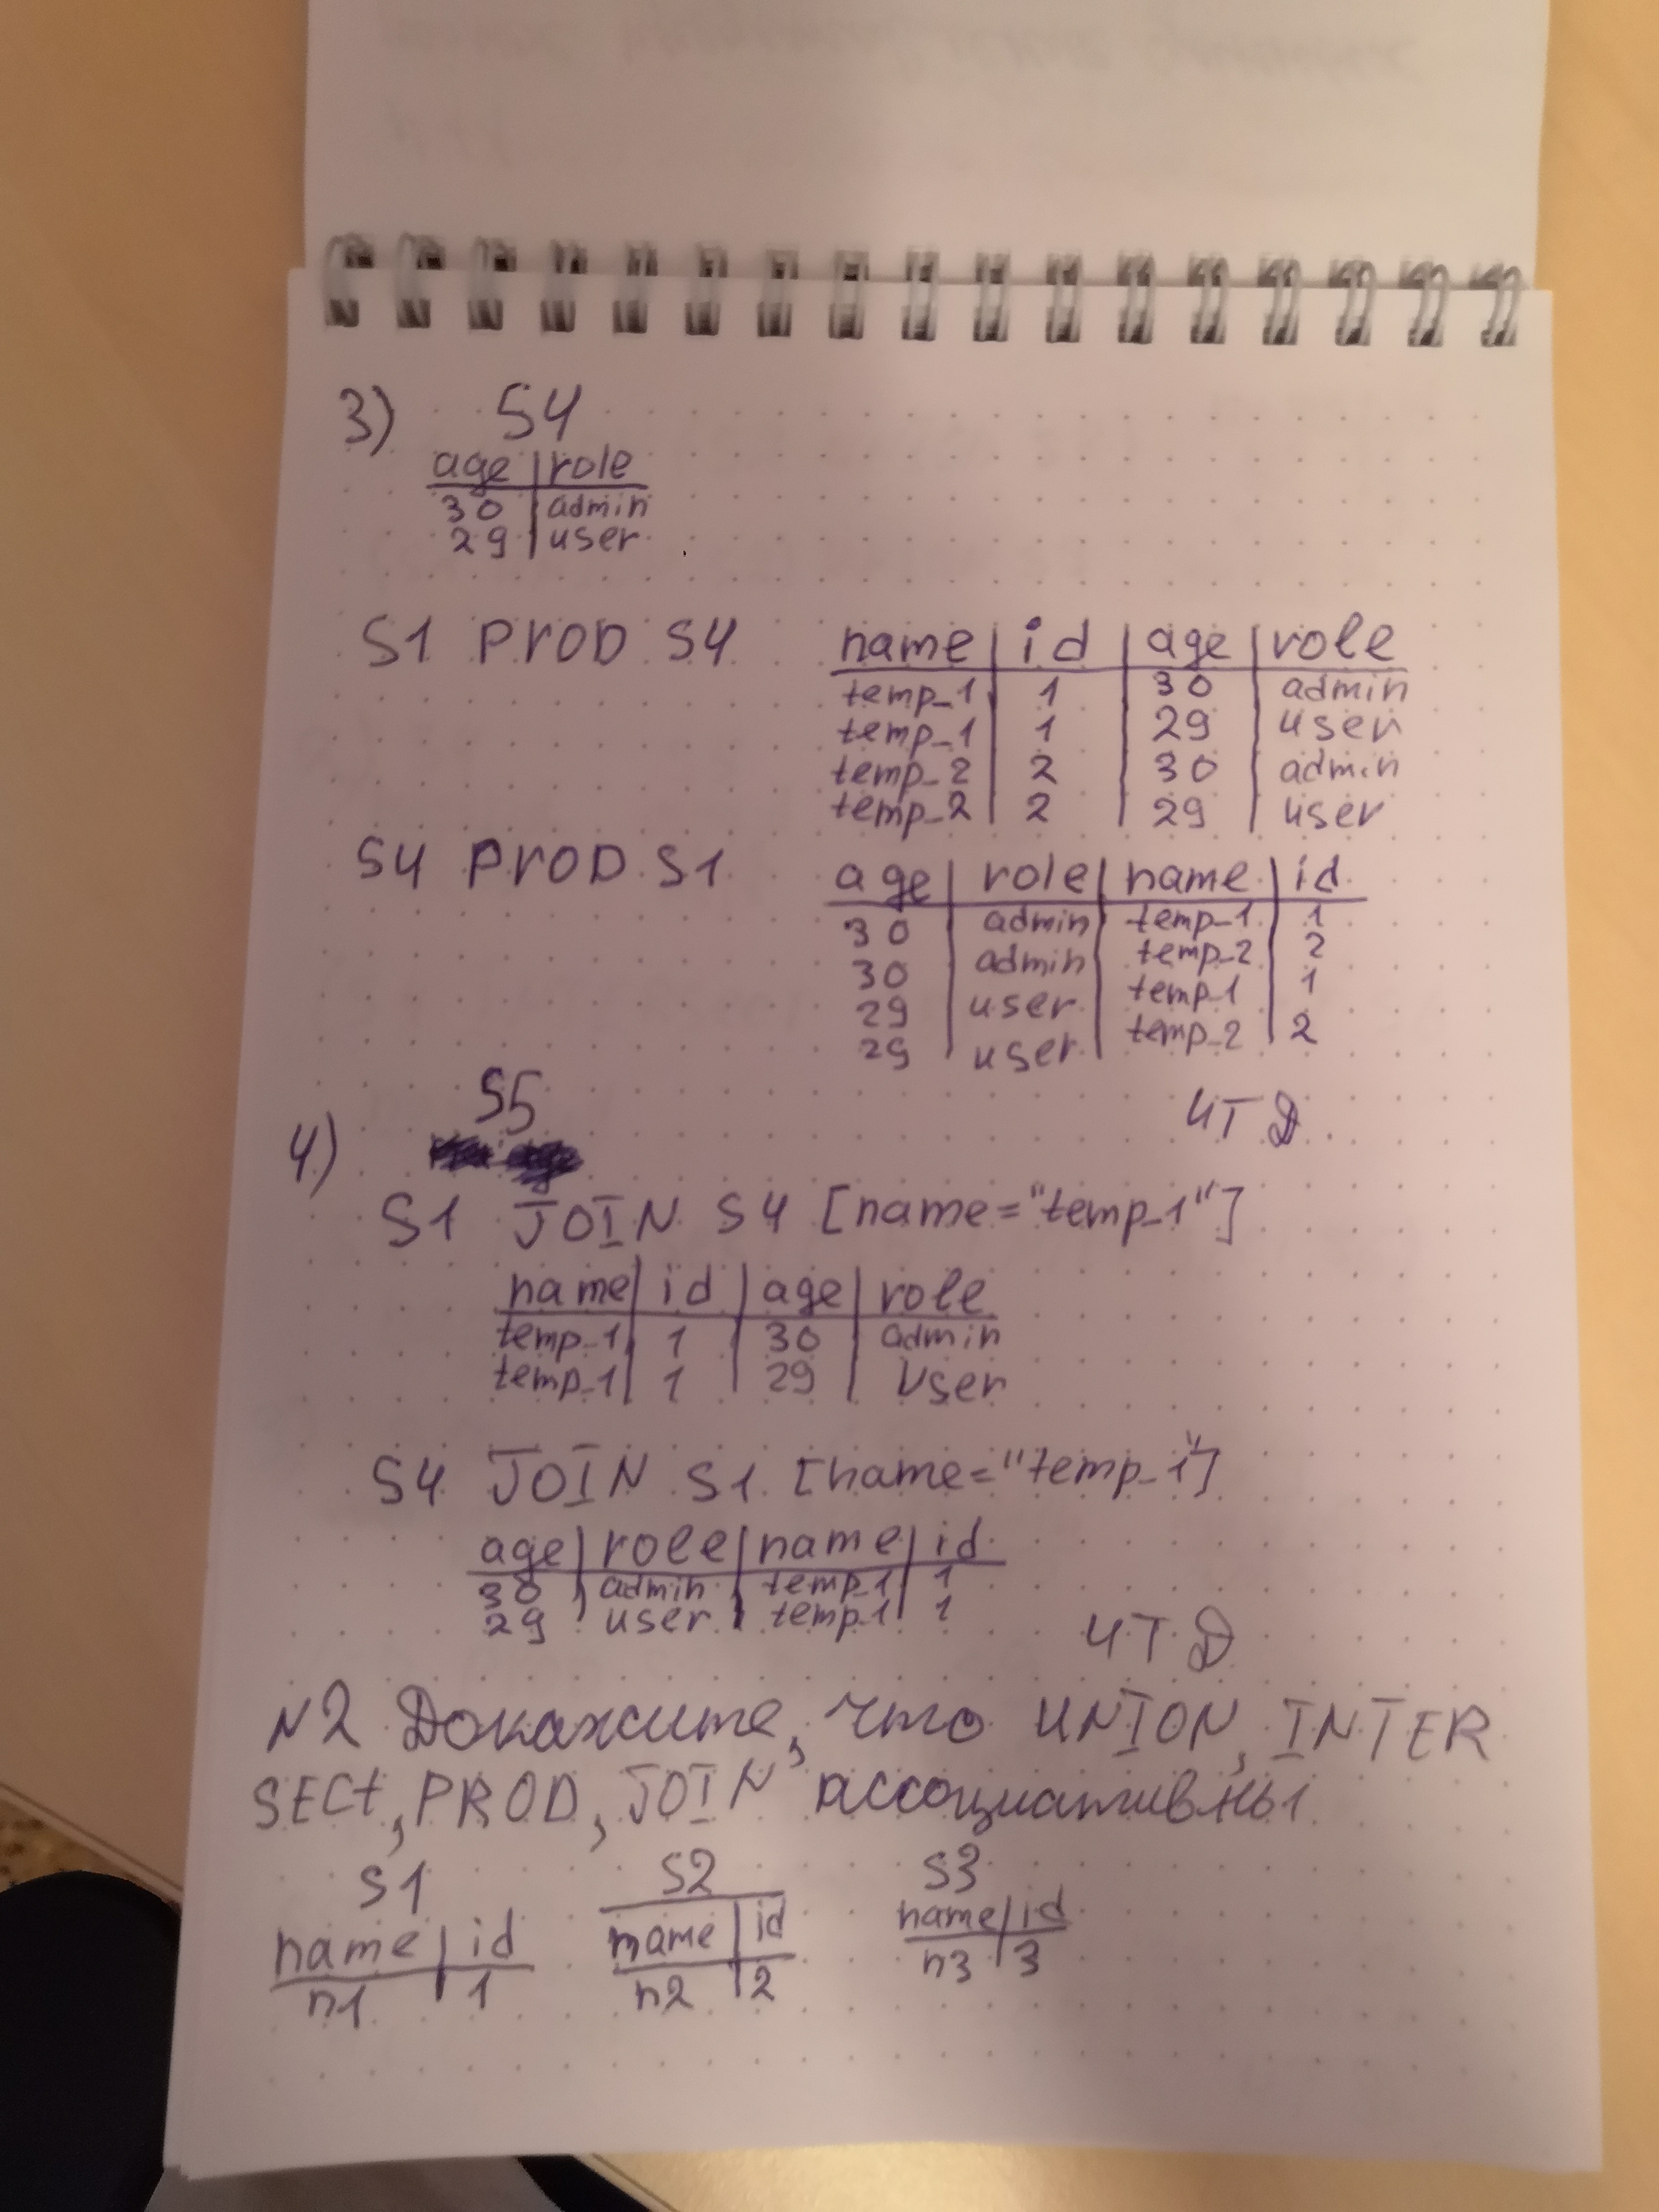 3) S4
age | role
30 | admin
29 | user
S1 PROD S4
name | id | age | role
temp_1 | 1 | 30 | admin
temp_1 | 1 | 29 | user
temp_2 | 2 | 30 | admin
temp_2 | 2 | 29 | user
S4 PROD S1
age | role | name | id
30 | admin | temp_1 | 1
30 | admin | temp_2 | 2
29 | user | temp_1 | 1
29 | user | temp_2 | 2
ЧТД
4) S5
S1 JOIN S4 [name="temp_1"]
name | id | age | role
temp_1 | 1 | 30 | admin
temp_1 | 1 | 29 | User
S4 JOIN S1 [name="temp_1"]
age | role | name | id
30 | admin | temp_1 | 1
29 | user | temp_1 | 1
ЧТД
N2 Докажите, что UNION, INTER
SECt, PROD, JOIN ассоциативны
S1 S2 S3
name | id name | id name | id
n1 | 1 n2 | 2 n3 | 3